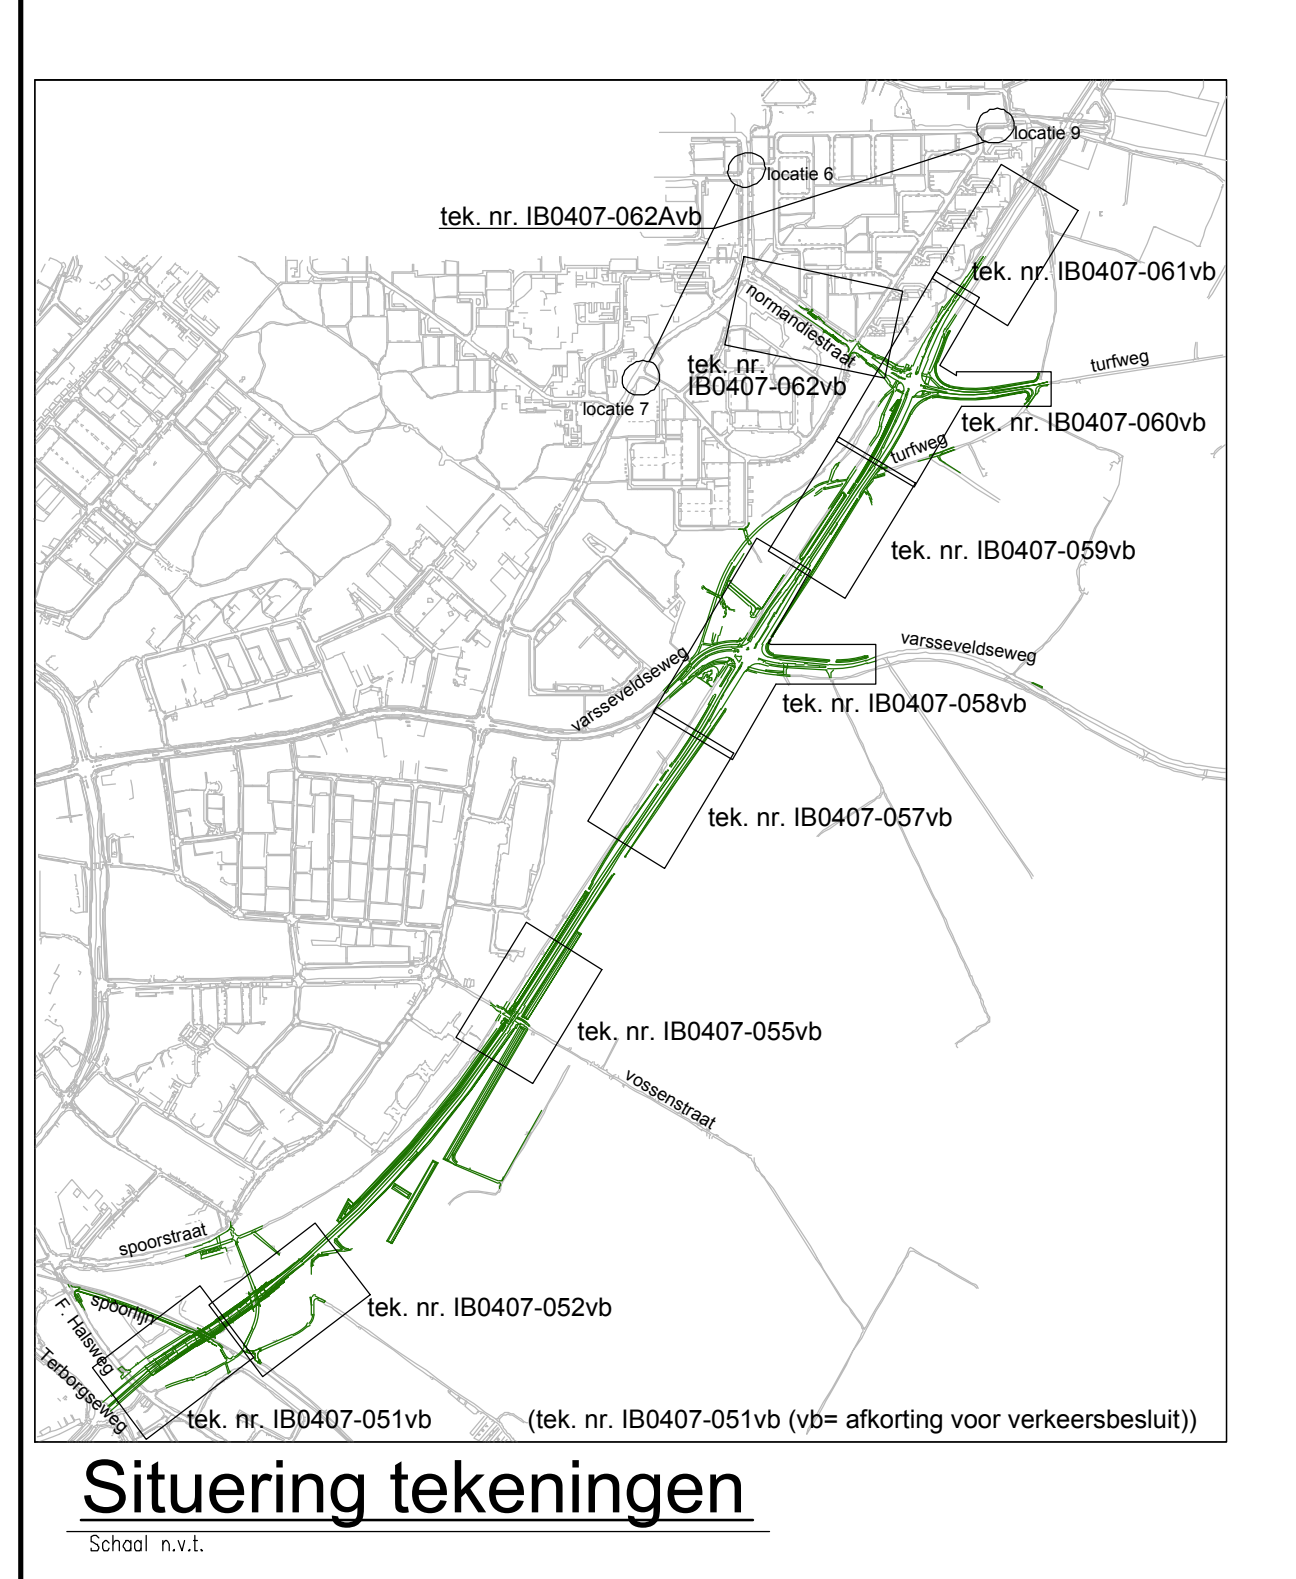 locatie 9
locatie 6
tek. nr. IB0407-062Avb
tek. nr. IB0407-061vb
normandiestraat
turfweg
tek. nr.
IB0407-062vb
locatie 7
tek. nr. IB0407-060vb
turfweg
tek. nr. IB0407-059vb
varsseveldseweg
varsseveldseweg
tek. nr. IB0407-058vb
tek. nr. IB0407-057vb
tek. nr. IB0407-055vb
vossenstraat
spoorstraat
spoorlijn
tek. nr. IB0407-052vb
F. Halsweg
Terborgseweg
tek. nr. IB0407-051vb
(tek. nr. IB0407-051vb (vb= afkorting voor verkeersbesluit))
Situering tekeningen
Schaal n.v.t.